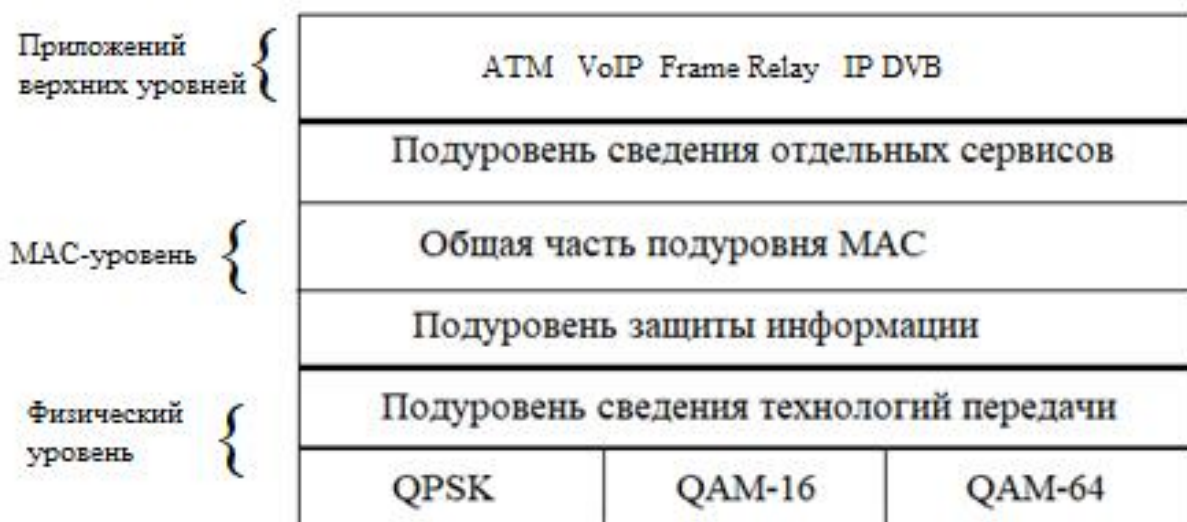 Приложений
верхних уровней
ATM VoIP Frame Relay IP DVB
Подуровень сведения отдельных сервисов
MAC-уровень
Общая часть подуровня MAC
Подуровень защиты информации
Физический
уровень
Подуровень сведения технологий передачи
QPSK QAM-16 QAM-64